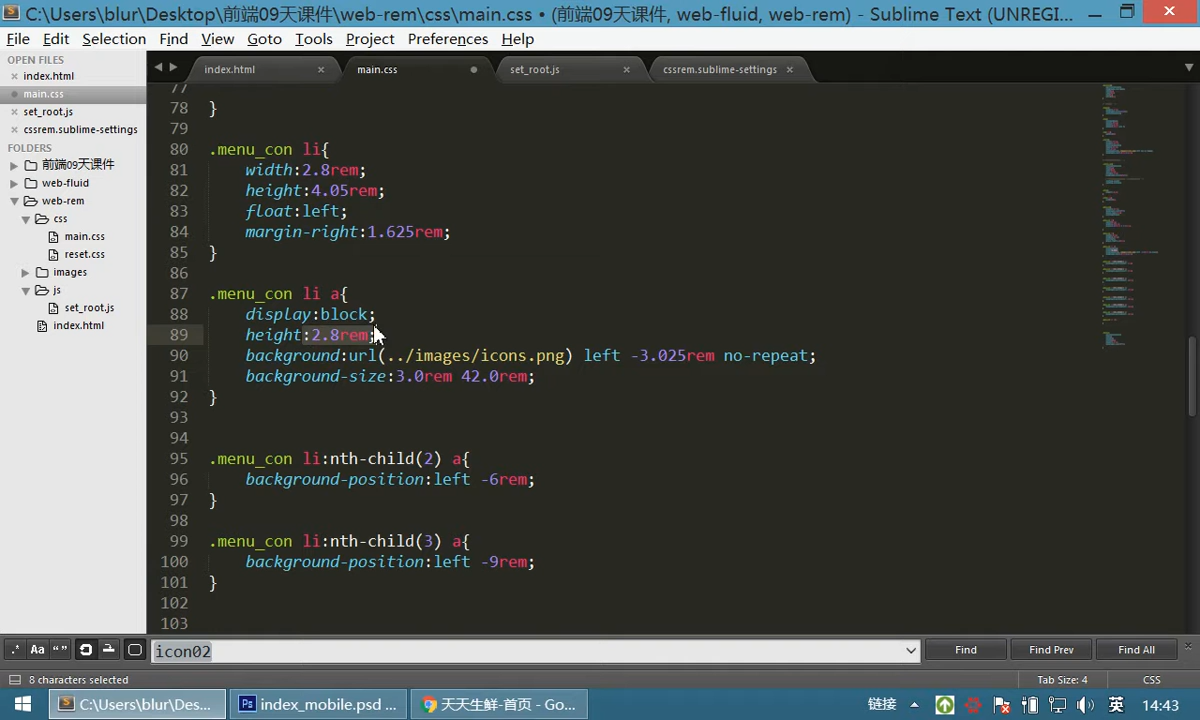 C:\Users\blur\Desktop\前端09天课件\web-rem\css\main.css • (前端09天课件, web-fluid, web-rem) - Sublime Text (UNREGI...
File Edit Selection Find View Goto Tools Project Preferences Help
OPEN FILES
index.html
main.css
set_root.js
cssrem.sublime-settings
FOLDERS
前端09天课件
web-fluid
web-rem
css
main.css
reset.css
images
js
set_root.js
index.html
index.html main.css set_root.js cssrem.sublime-settings
77
78 }
79
80 .menu_con li{
81 width:2.8rem;
82 height:4.05rem;
83 float:left;
84 margin-right:1.625rem;
85 }
86
87 .menu_con li a{
88 display:block;
89 height:2.8rem;
90 background:url(../images/icons.png) left -3.025rem no-repeat;
91 background-size:3.0rem 42.0rem;
92 }
93
94
95 .menu_con li:nth-child(2) a{
96 background-position:left -6rem;
97 }
98
99 .menu_con li:nth-child(3) a{
100 background-position:left -9rem;
101 }
102
103
.* Aa “” icon02 Find Find Prev Find All
8 characters selected Tab Size: 4 CSS
C:\Users\blur\Des... index_mobile.psd ... 天天生鲜-首页 - Go... 链接 英 14:43